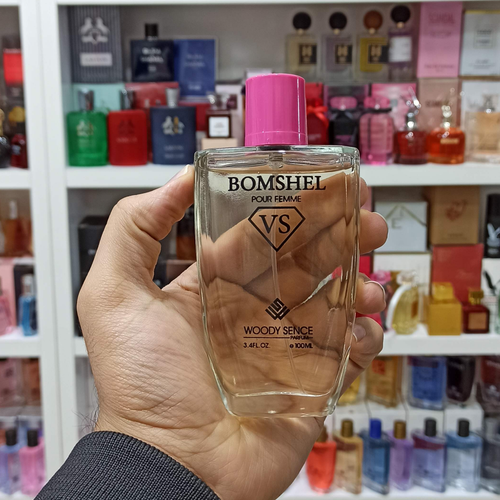 BOMSHEL
POUR FEMME
VS
WOODY SENCE
PARFUMS
3.4FL.OZ ℮100ML